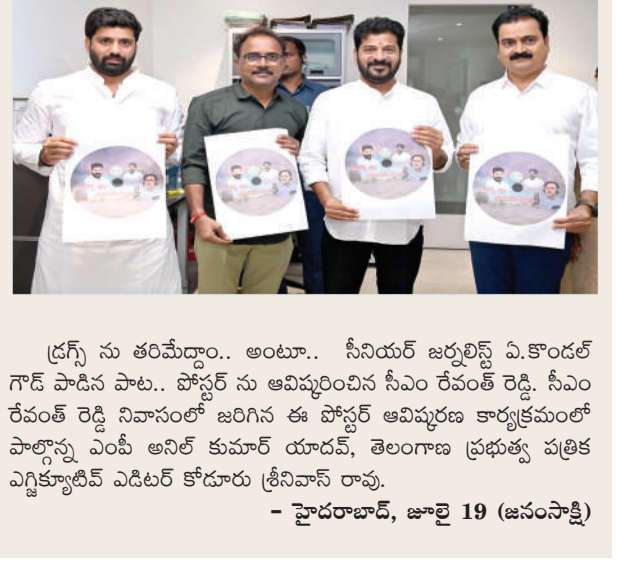 డ్రగ్స్ ను తరిమేద్దాం.. అంటూ.. సీనియర్ జర్నలిస్ట్ ఏ.కొండల్
గౌడ్ పాడిన పాట.. పోస్టర్ ను ఆవిష్కరించిన సీఎం రేవంత్ రెడ్డి. సీఎం
రేవంత్ రెడ్డి నివాసంలో జరిగిన ఈ పోస్టర్ ఆవిష్కరణ కార్యక్రమంలో
పాల్గొన్న ఎంపీ అనిల్ కుమార్ యాదవ్, తెలంగాణ ప్రభుత్వ పత్రిక
ఎగ్జిక్యూటివ్ ఎడిటర్ కోడూరు శ్రీనివాస్ రావు.
– హైదరాబాద్, జూలై 19 (జనంసాక్షి)